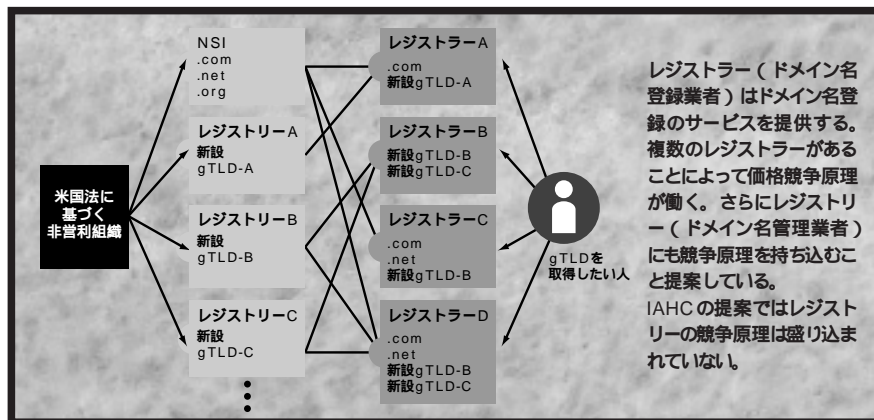 米国法に
基づく
非営利組織
NSI
.com
.net
.org
レジストリーA
新設
gTLD-A
レジストリーB
新設
gTLD-B
レジストリーC
新設
gTLD-C
レジストラーA
.com
新設gTLD-A
レジストラーB
新設gTLD-B
新設gTLD-C
レジストラーC
.com
.net
新設gTLD-B
レジストラーD
.com
.net
新設gTLD-B
新設gTLD-C
gTLDを
取得したい人
レジストラー（ドメイン名
登録業者）はドメイン名登
録のサービスを提供する。
複数のレジストラーがある
ことによって価格競争原理
が働く。さらにレジストリ
ー（ドメイン名管理業者）
にも競争原理を持ち込むこ
と提案している。
IAHCの提案ではレジスト
リーの競争原理は盛り込ま
れていない。